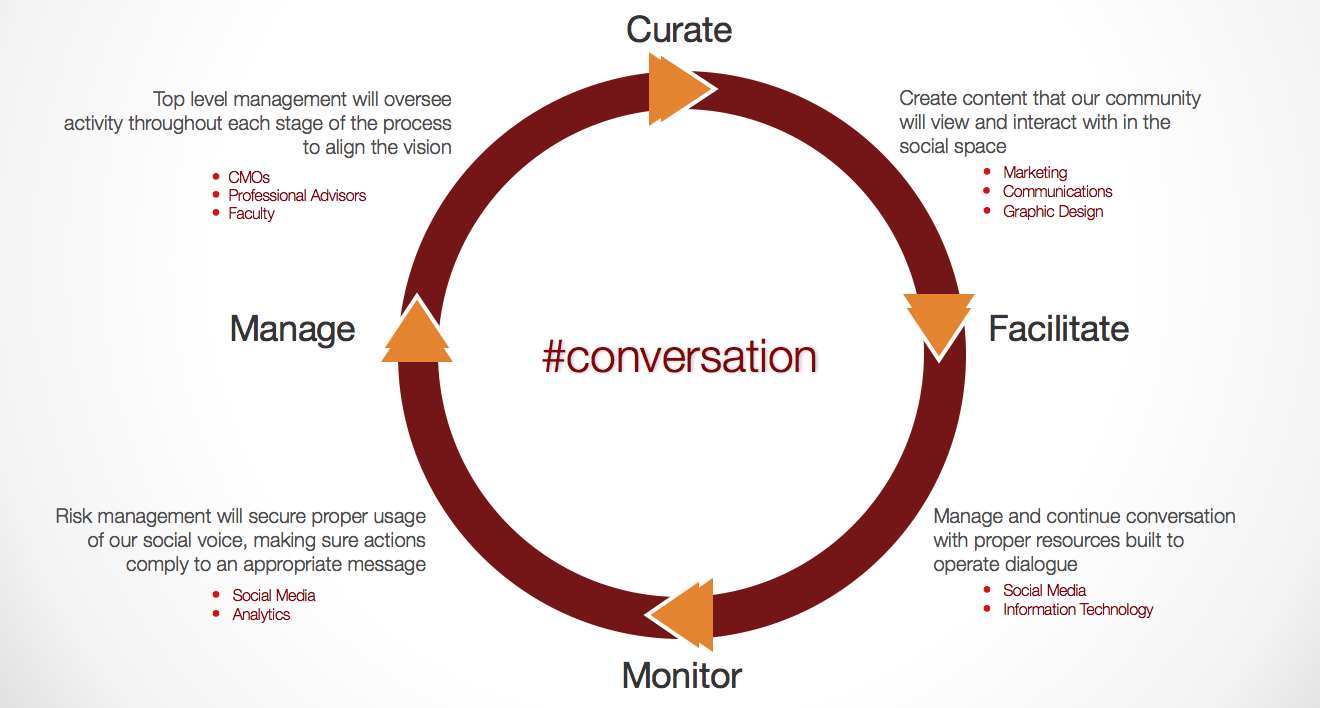 Curate
Top level management will oversee
activity throughout each stage of the process
to align the vision
CMOs
Professional Advisors
Faculty
Create content that our community
will view and interact with in the
social space
Marketing
Communications
Graphic Design
Manage
#conversation
Facilitate
Risk management will secure proper usage
of our social voice, making sure actions
comply to an appropriate message
Social Media
Analytics
Manage and continue conversation
with proper resources built to
operate dialogue
Social Media
Information Technology
Monitor